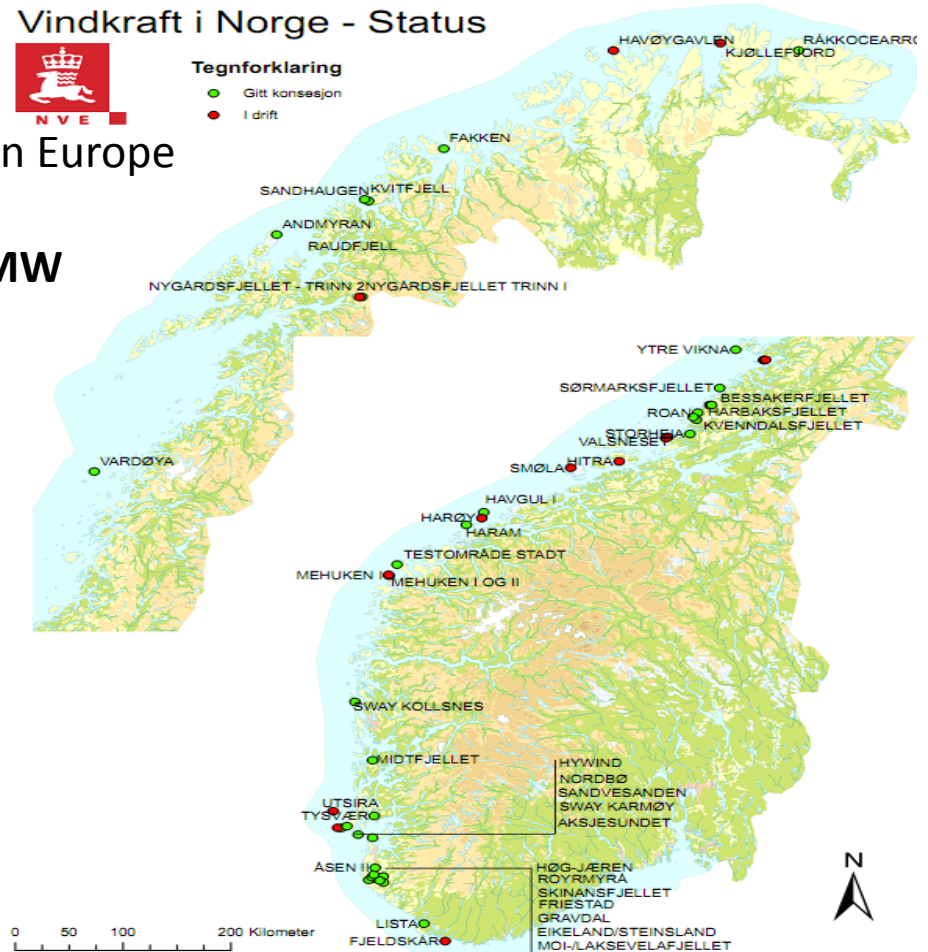 Vindkraft i Norge - Status
NVE
Tegnforklaring
Gitt konsesjon
I drift
n Europe
MW
HAVØYGAVLEN
KJØLLEFJORD
RÁKKOCEARRO
FAKKEN
SANDHAUGEN
KVITFJELL
ANDMYRAN
RAUDFJELL
NYGÅRDSFJELLET - TRINN 2
NYGÅRDSFJELLET TRINN I
VARDØYA
YTRE VIKNA
SØRMARKSFJELLET
BESSAKERFJELLET
ROAN
HARBAKSFJELLET
KVENNDALSFJELLET
STORHEIA
VALSNESET
HITRA
SMØLA
HAVGUL I
HARØY
HARAM
TESTOMRÅDE STADT
MEHUKEN I
MEHUKEN I OG II
SWAY KOLLSNES
MIDTFJELLET
HYWIND
NORDBØ
SANDVESANDEN
SWAY KARMØY
AKSJESUNDET
UTSIRA
TYSVÆR
ÅSEN II
HØG-JÆREN
ROYRMYRA
SKINANSFJELLET
FRIESTAD
GRAVDAL
EIKELAND/STEINSLAND
MOI-/LAKSEVELAFJELLET
LISTA
FJELDSKÅR
N
0 50 100 200 Kilometer